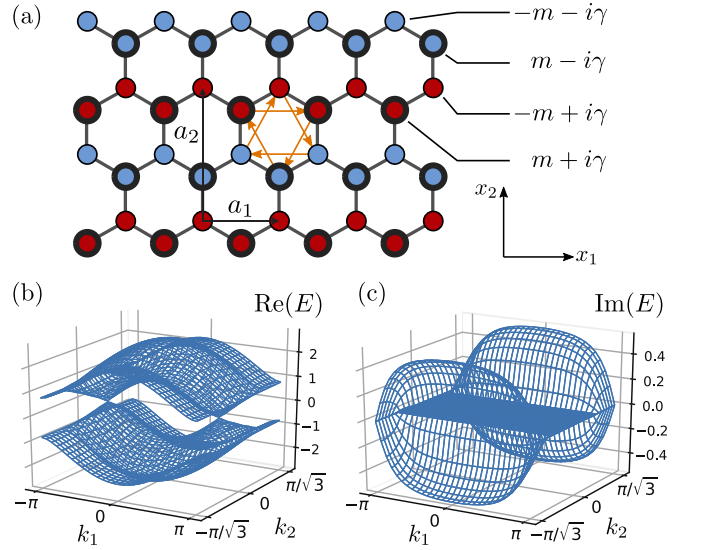 (a)
−m − iγ
m − iγ
−m + iγ
m + iγ
a₂
a₁
x₂
x₁
(b)
Re(E)
2
1
0
−1
−2
−π
0
π
k₁
−π/√3
0
π/√3
k₂
(c)
Im(E)
0.4
0.2
0.0
−0.2
−0.4
−π
0
π
k₁
−π/√3
0
π/√3
k₂